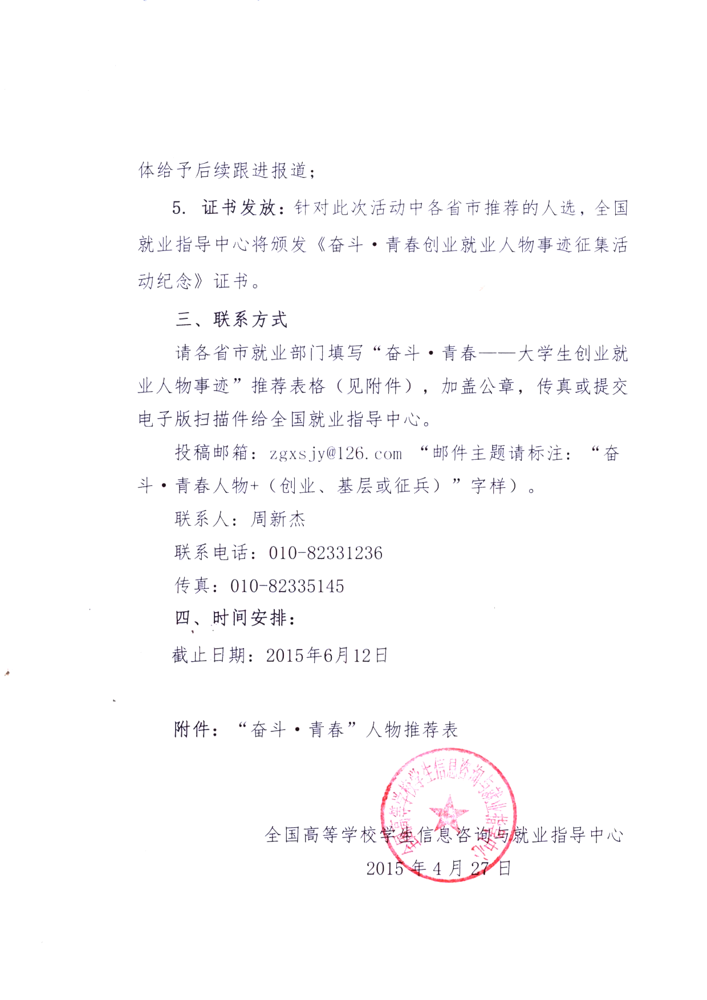 体给予后续跟进报道；
5. 证书发放：针对此次活动中各省市推荐的人选，全国
就业指导中心将颁发《奋斗·青春创业就业人物事迹征集活
动纪念》证书。
三、联系方式
请各省市就业部门填写“奋斗·青春——大学生创业就
业人物事迹”推荐表格（见附件），加盖公章，传真或提交
电子版扫描件给全国就业指导中心。
投稿邮箱：zgxsjy@126.com “邮件主题请标注：“奋
斗·青春人物+（创业、基层或征兵）”字样）。
联系人：周新杰
联系电话：010-82331236
传真：010-82335145
四、时间安排：
截止日期：2015年6月12日
附件：“奋斗·青春”人物推荐表
全国高等学校学生信息咨询与就业指导中心
全国高等学校学生信息咨询与就业指导中心
2015 年 4 月 27 日